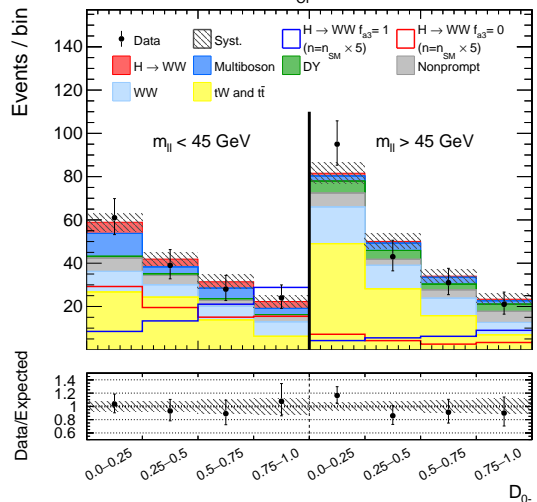 Data
Syst.
H → WW f_a3 = 1
(n=n_SM × 5)
H → WW f_a3 = 0
(n=n_SM × 5)
H → WW
Multiboson
DY
Nonprompt
WW
tW and tt̄
Events / bin
140
120
100
80
60
40
20
m_ll < 45 GeV
m_ll > 45 GeV
Data/Expected
1.4
1.2
1
0.8
0.6
0.0–0.25
0.25–0.5
0.5–0.75
0.75–1.0
0.0–0.25
0.25–0.5
0.5–0.75
0.75–1.0
D_0-